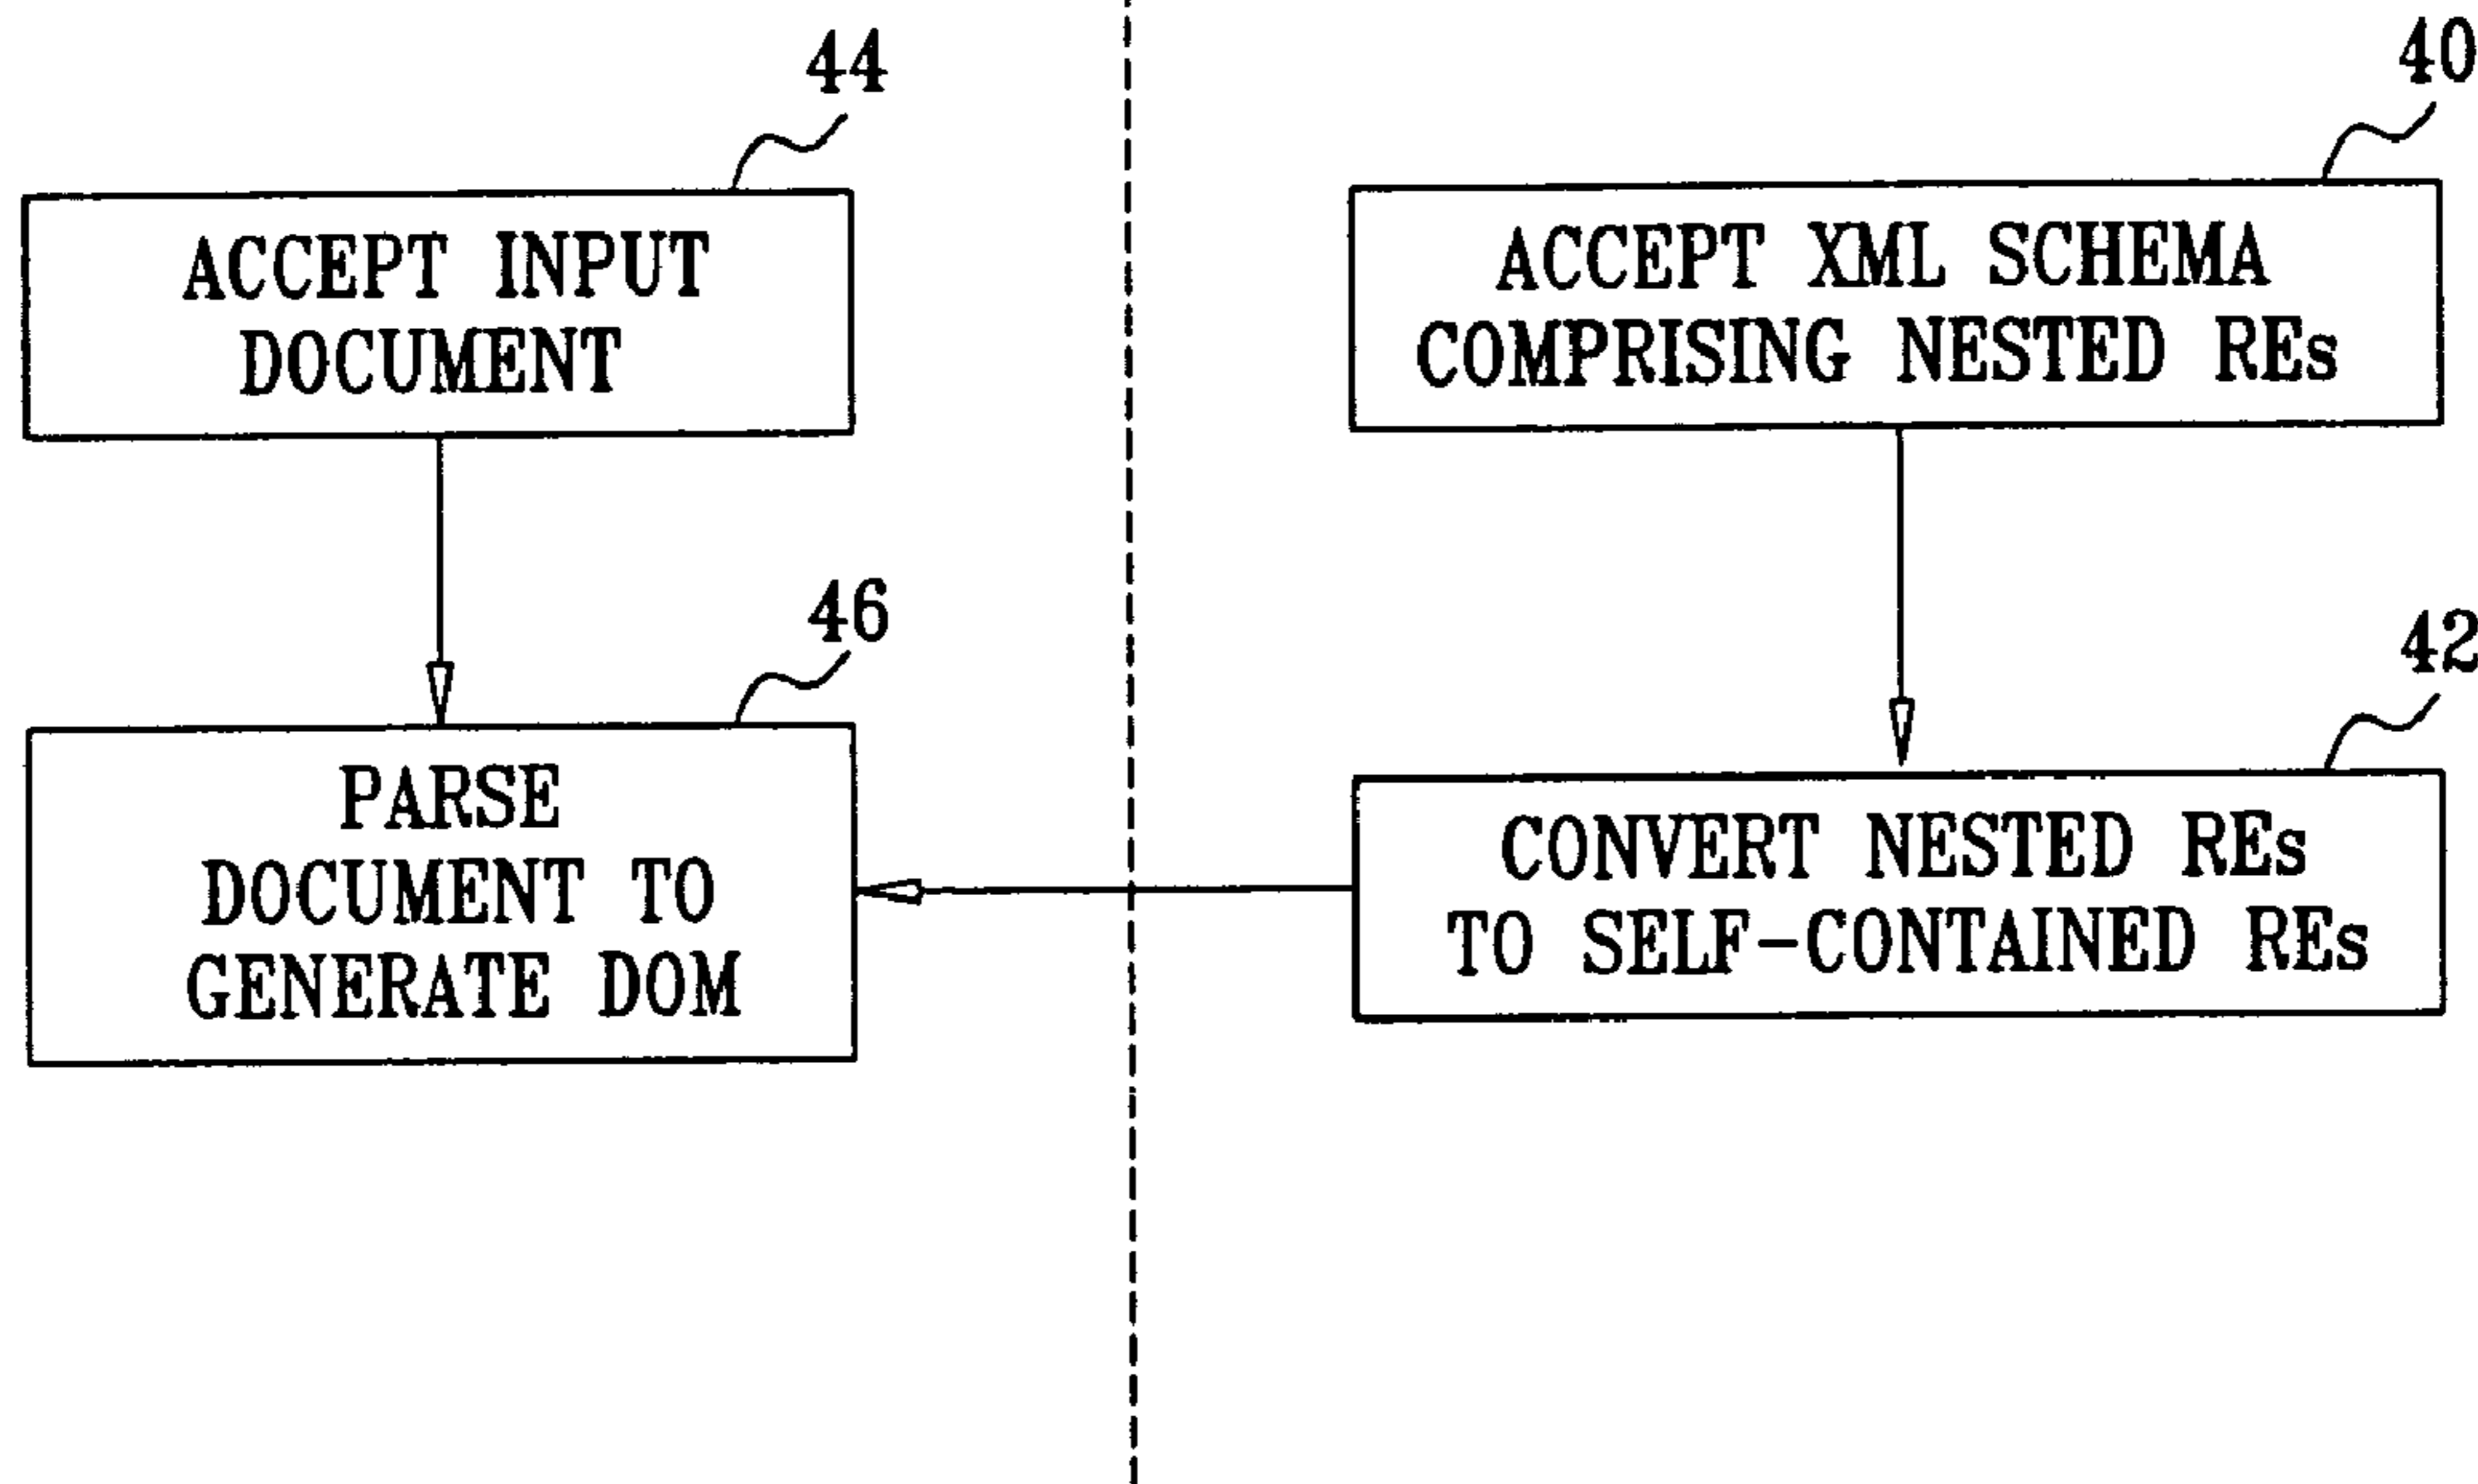 44
ACCEPT INPUT
DOCUMENT
46
PARSE
DOCUMENT TO
GENERATE DOM
40
ACCEPT XML SCHEMA
COMPRISING NESTED REs
42
CONVERT NESTED REs
TO SELF-CONTAINED REs